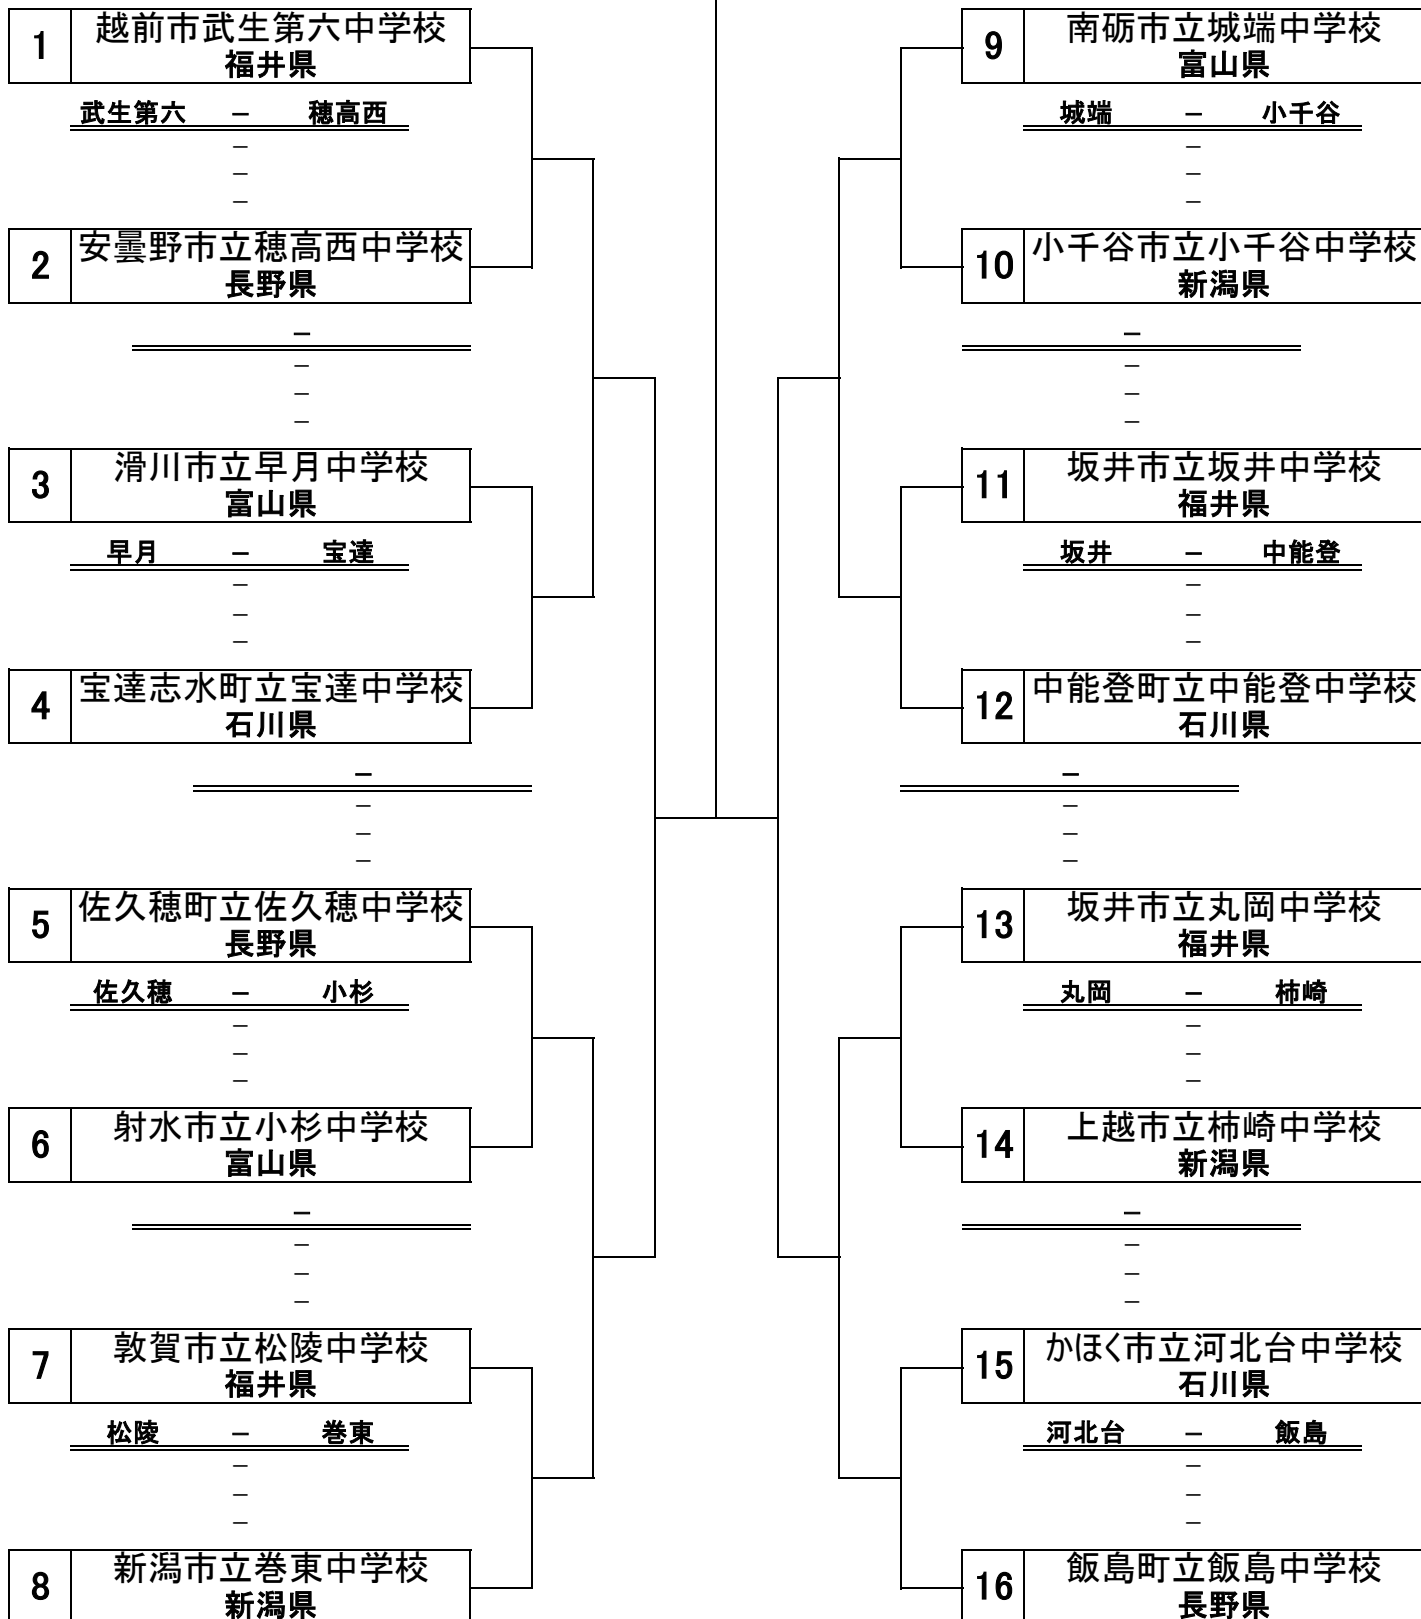 1
越前市武生第六中学校
福井県
武生第六 － 穂高西
－
－
－
2
安曇野市立穂高西中学校
長野県
－
－
－
－
3
滑川市立早月中学校
富山県
早月 － 宝達
－
－
－
4
宝達志水町立宝達中学校
石川県
－
－
－
－
5
佐久穂町立佐久穂中学校
長野県
佐久穂 － 小杉
－
－
－
6
射水市立小杉中学校
富山県
－
－
－
－
7
敦賀市立松陵中学校
福井県
松陵 － 巻東
－
－
－
8
新潟市立巻東中学校
新潟県
9
南砺市立城端中学校
富山県
城端 － 小千谷
－
－
－
10
小千谷市立小千谷中学校
新潟県
－
－
－
－
11
坂井市立坂井中学校
福井県
坂井 － 中能登
－
－
－
12
中能登町立中能登中学校
石川県
－
－
－
－
13
坂井市立丸岡中学校
福井県
丸岡 － 柿崎
－
－
－
14
上越市立柿崎中学校
新潟県
－
－
－
－
15
かほく市立河北台中学校
石川県
河北台 － 飯島
－
－
－
16
飯島町立飯島中学校
長野県